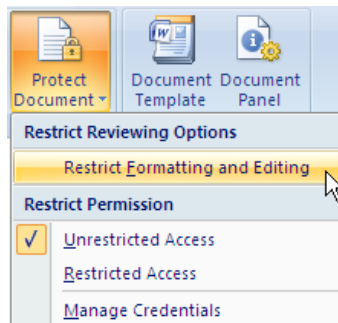 Protect Document
Document Template
Document Panel
Restrict Reviewing Options
Restrict Formatting and Editing
Restrict Permission
Unrestricted Access
Restricted Access
Manage Credentials